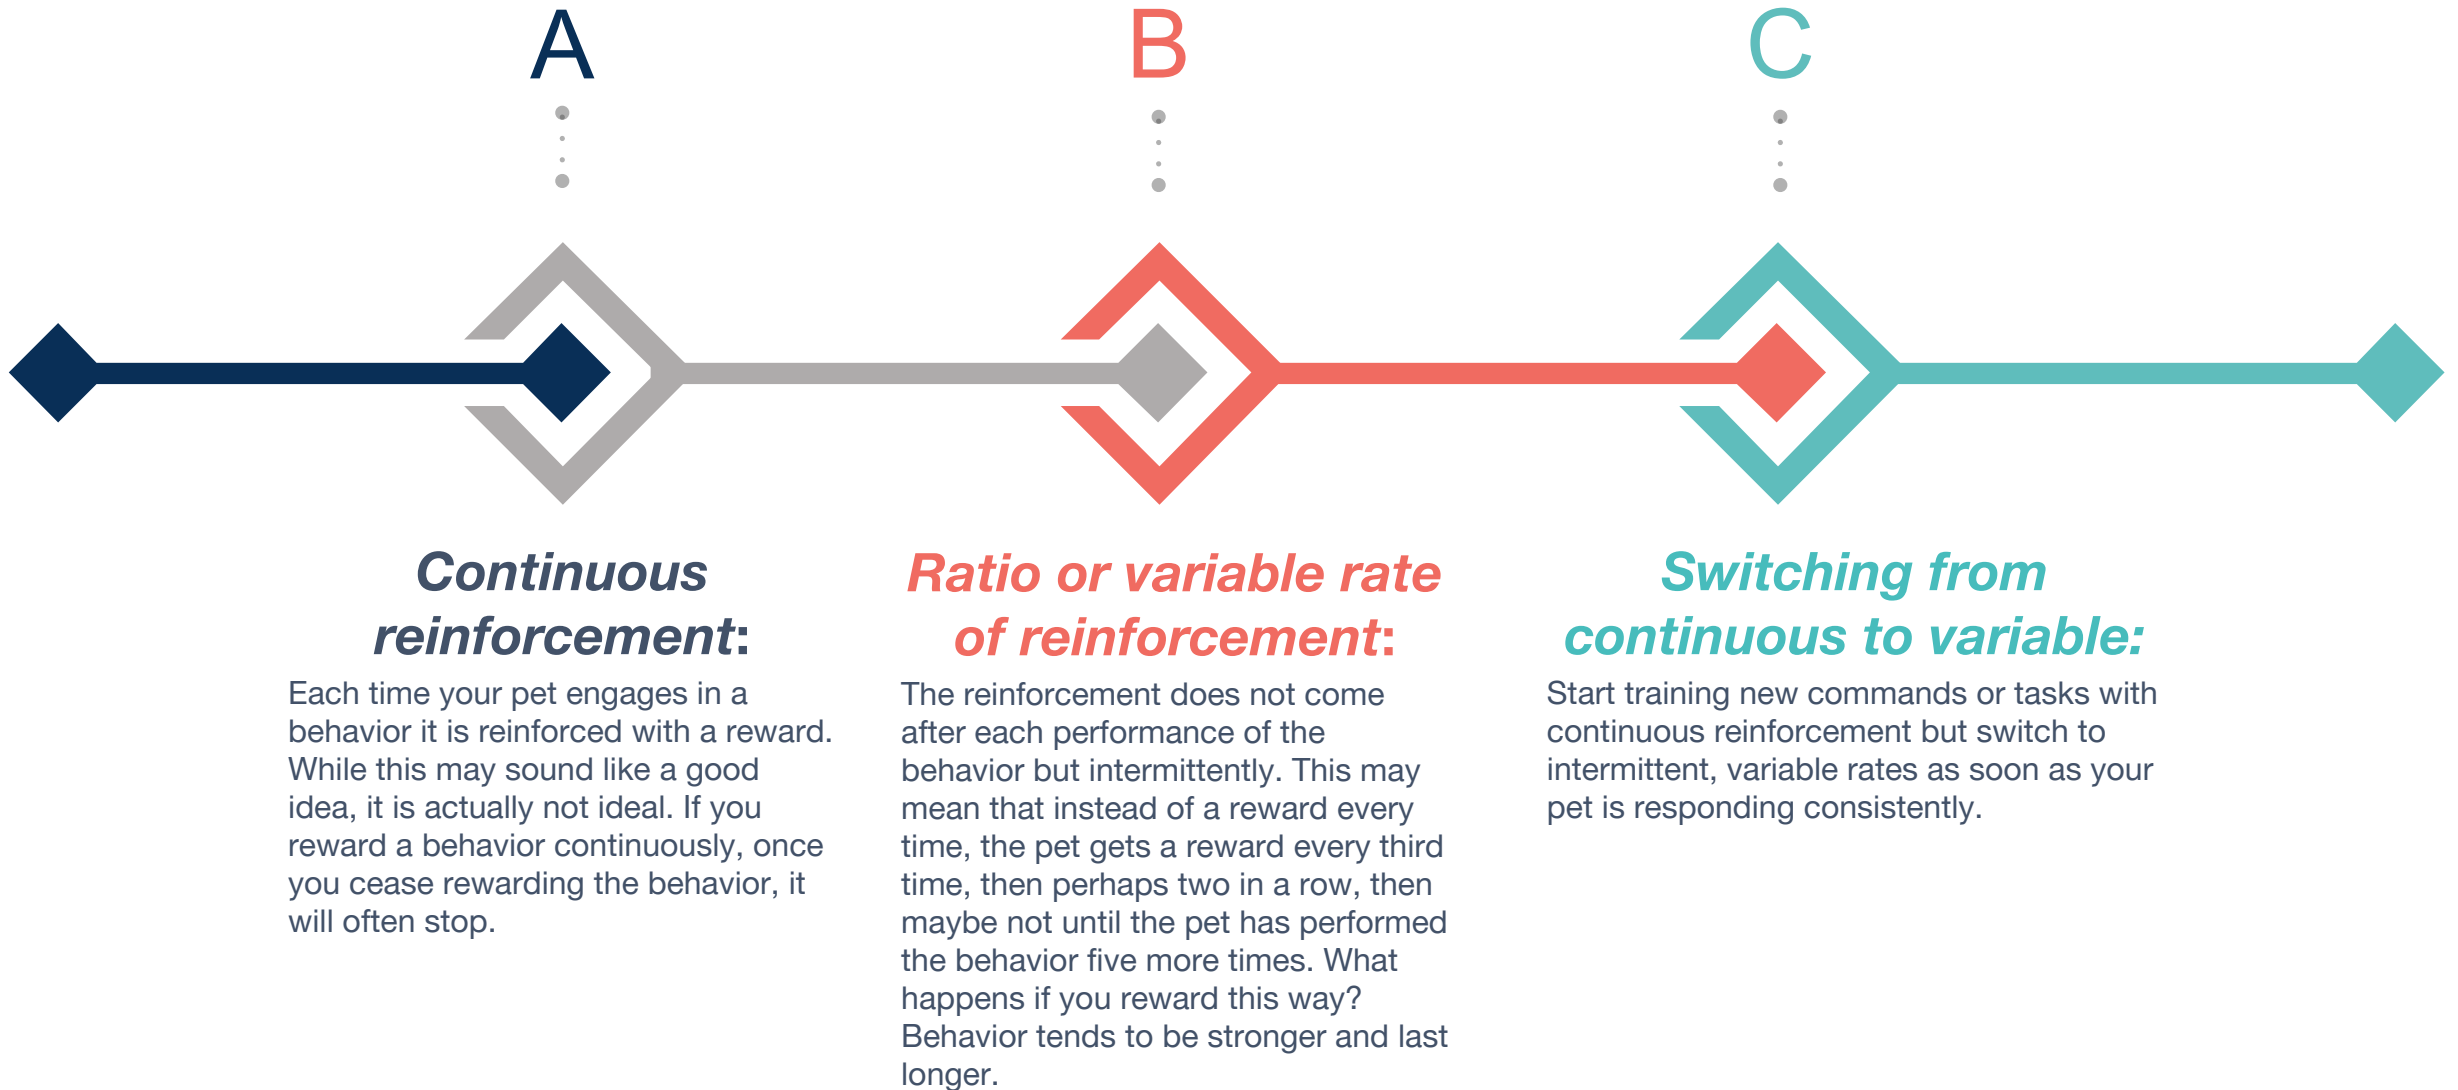 A
B
C
Continuous
reinforcement:
Each time your pet engages in a
behavior it is reinforced with a reward.
While this may sound like a good
idea, it is actually not ideal. If you
reward a behavior continuously, once
you cease rewarding the behavior, it
will often stop.
Ratio or variable rate
of reinforcement:
The reinforcement does not come
after each performance of the
behavior but intermittently. This may
mean that instead of a reward every
time, the pet gets a reward every third
time, then perhaps two in a row, then
maybe not until the pet has performed
the behavior five more times. What
happens if you reward this way?
Behavior tends to be stronger and last
longer.
Switching from
continuous to variable:
Start training new commands or tasks with
continuous reinforcement but switch to
intermittent, variable rates as soon as your
pet is responding consistently.